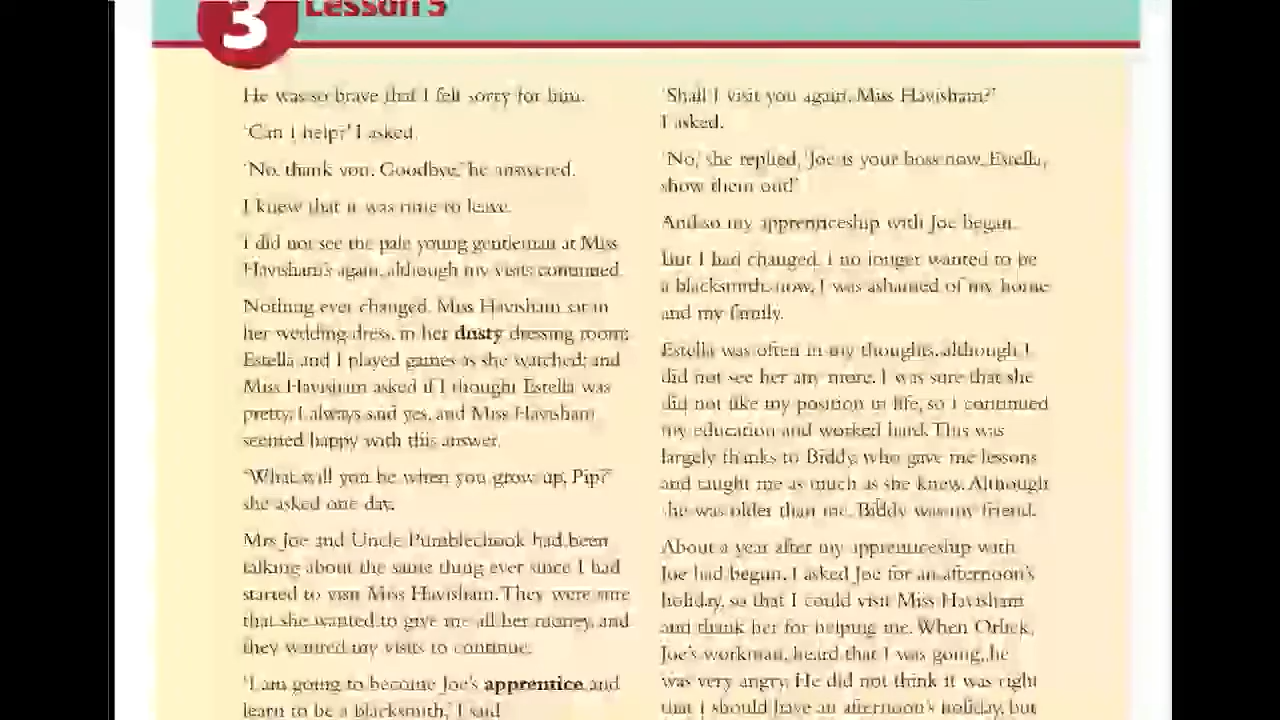 3
Lesson 5
He was so brave that I felt sorry for him.
'Can I help?' I asked.
'No, thank you. Goodbye,' he answered.
I knew that it was time to leave.
I did not see the pale young gentleman at Miss
Havisham's again, although my visits continued.
Nothing ever changed. Miss Havisham sat in
her wedding dress, in her dusty dressing room;
Estella and I played games as she watched; and
Miss Havisham asked if I thought Estella was
pretty. I always said yes, and Miss Havisham
seemed happy with this answer.
'What will you be when you grow up, Pip?'
she asked one day.
Mrs Joe and Uncle Pumblechook had been
talking about the same thing ever since I had
started to visit Miss Havisham. They were sure
that she wanted to give me all her money, and
they wanted my visits to continue.
'I am going to become Joe's apprentice and
learn to be a blacksmith,' I said
'Shall I visit you again, Miss Havisham?'
I asked.
'No,' she replied, 'Joe is your boss now. Estella,
show them out!'
And so my apprenticeship with Joe began.
But I had changed. I no longer wanted to be
a blacksmith; now, I was ashamed of my home
and my family.
Estella was often in my thoughts, although I
did not see her any more. I was sure that she
did not like my position in life, so I continued
my education and worked hard. This was
largely thanks to Biddy, who gave me lessons
and taught me as much as she knew. Although
she was older than me, Biddy was my friend.
About a year after my apprenticeship with
Joe had begun, I asked Joe for an afternoon's
holiday, so that I could visit Miss Havisham
and thank her for helping me. When Orlick,
Joe's workman, heard that I was going, he
was very angry. He did not think it was right
that I should have an afternoon's holiday, but